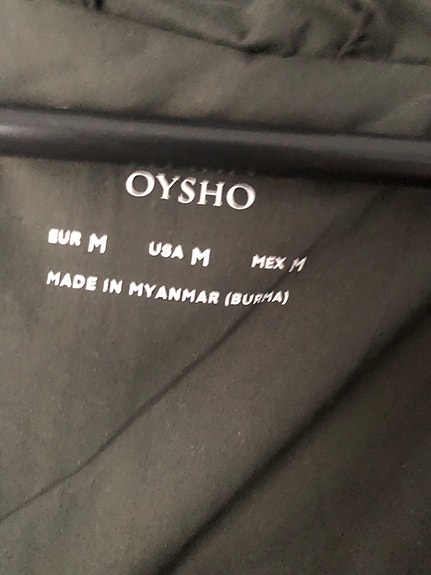 OYSHO
EUR M USA M MEX M
MADE IN MYANMAR (BURMA)